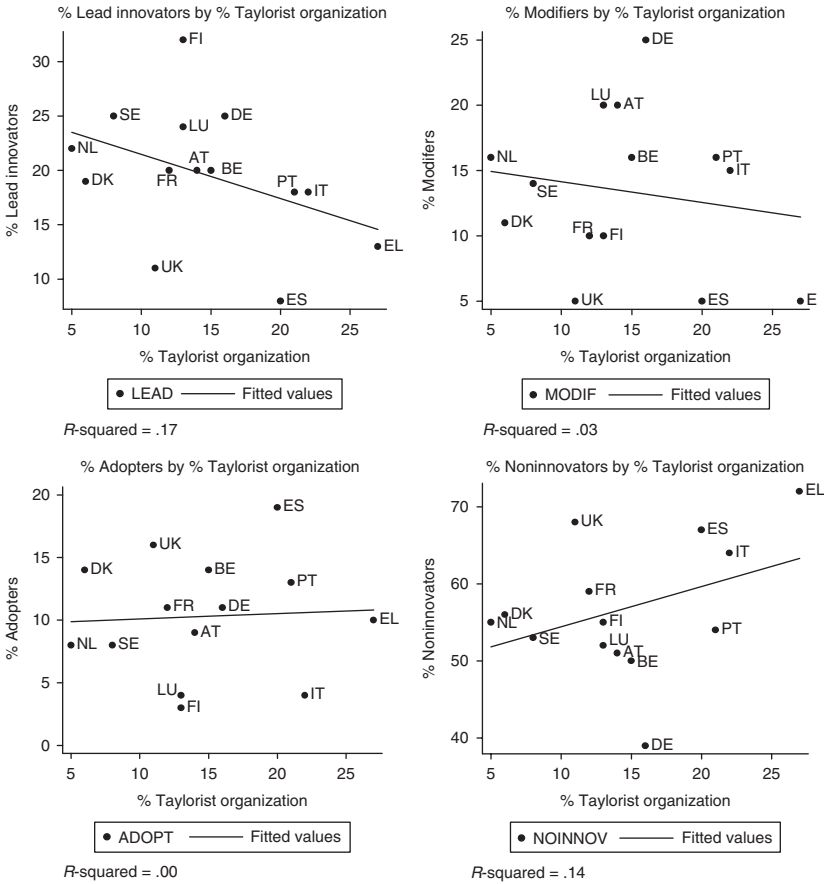 % Lead innovators by % Taylorist organization
% Lead innovators
30
25
20
15
10
FI
SE
DE
LU
NL
AT
BE
DK
FR
PT
IT
EL
UK
ES
5 10 15 20 25
% Taylorist organization
LEAD Fitted values
R-squared = .17
% Modifiers by % Taylorist organization
% Modifers
25
20
15
10
5
DE
LU
AT
NL
BE
PT
IT
SE
DK
FR
FI
UK
ES
E
5 10 15 20 25
% Taylorist organization
MODIF Fitted values
R-squared = .03
% Adopters by % Taylorist organization
% Adopters
20
15
10
5
0
ES
UK
DK
BE
PT
FR
DE
EL
AT
NL
SE
LU
IT
FI
5 10 15 20 25
% Taylorist organization
ADOPT Fitted values
R-squared = .00
% Noninnovators by % Taylorist organization
% Noninnovators
70
60
50
40
EL
UK
ES
IT
FR
DK
NL
FI
PT
SE
LU
AT
BE
DE
5 10 15 20 25
% Taylorist organization
NOINNOV Fitted values
R-squared = .14